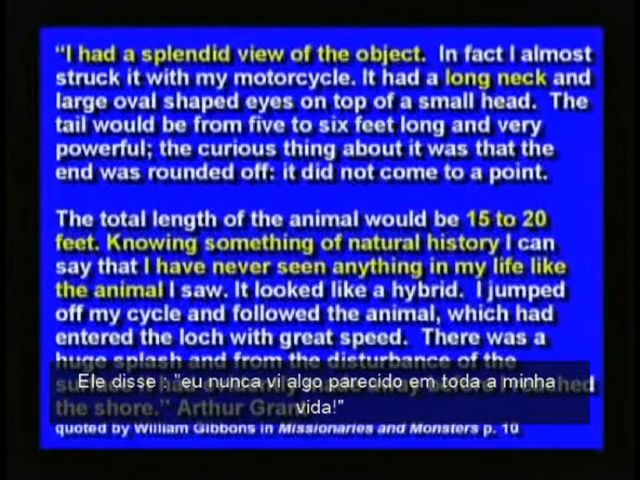 “I had a splendid view of the object. In fact I almost
struck it with my motorcycle. It had a long neck and
large oval shaped eyes on top of a small head. The
tail would be from five to six feet long and very
powerful; the curious thing about it was that the
end was rounded off: it did not come to a point.
The total length of the animal would be 15 to 20
feet. Knowing something of natural history I can
say that I have never seen anything in my life like
the animal I saw. It looked like a hybrid. I jumped
off my cycle and followed the animal, which had
entered the loch with great speed. There was a
huge splash and from the disturbance of the
the shore.” Arthur Grant
quoted by William Gibbons in Missionaries and Monsters p. 10
Ele disse : "eu nunca vi algo parecido em toda a minha
vida!"